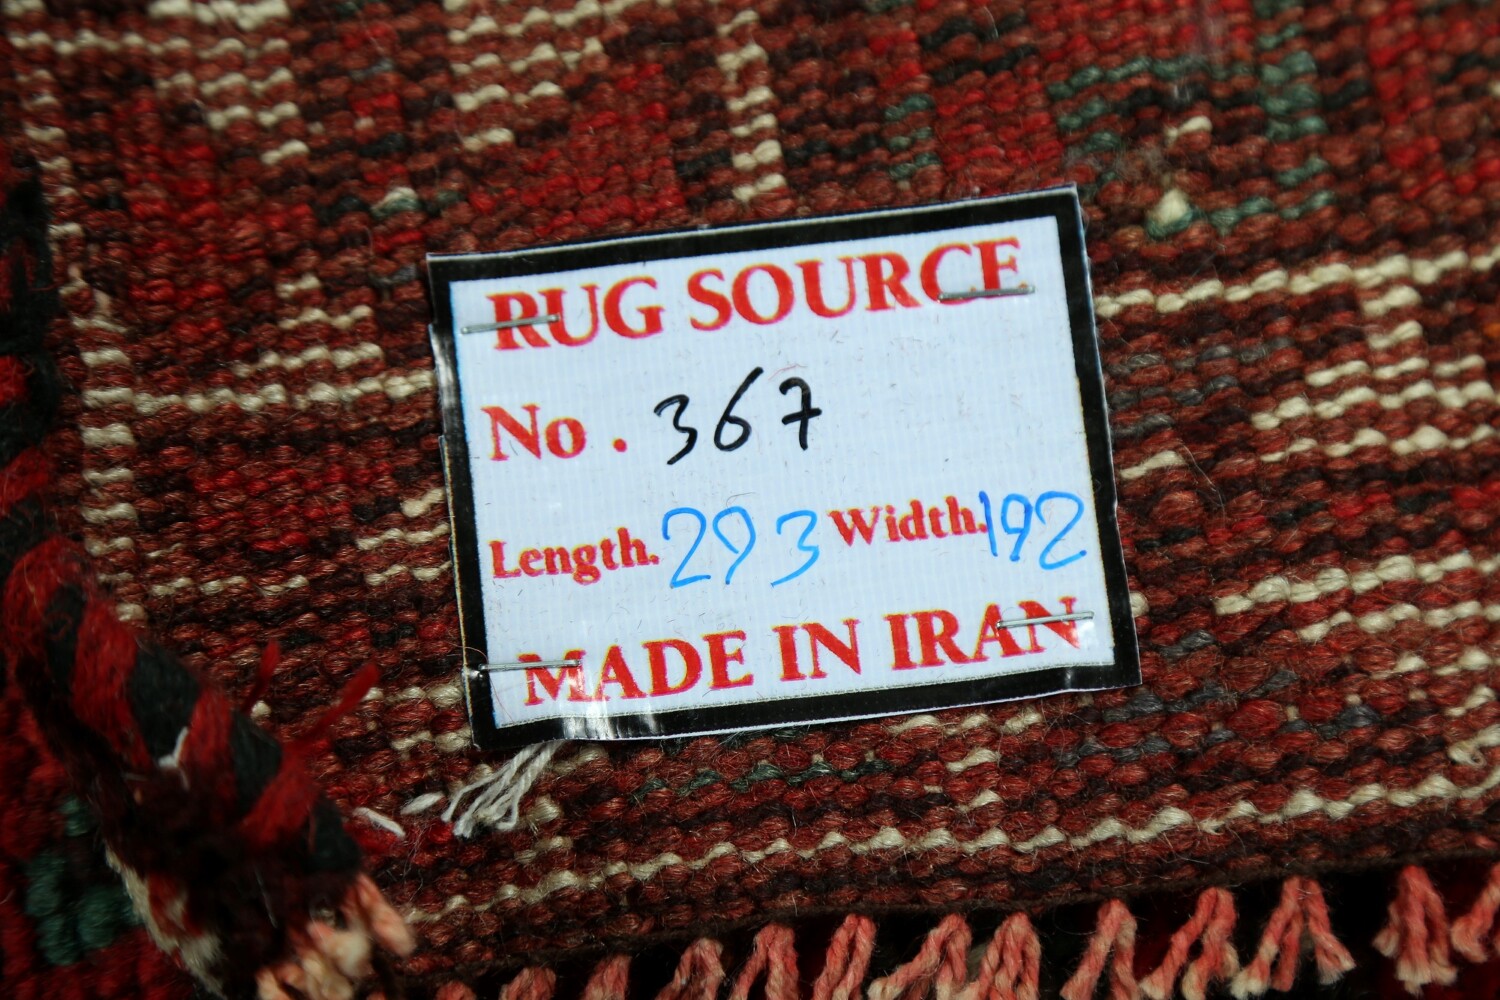 RUG SOURCE
No. 367
Length. 293 Width. 192
MADE IN IRAN